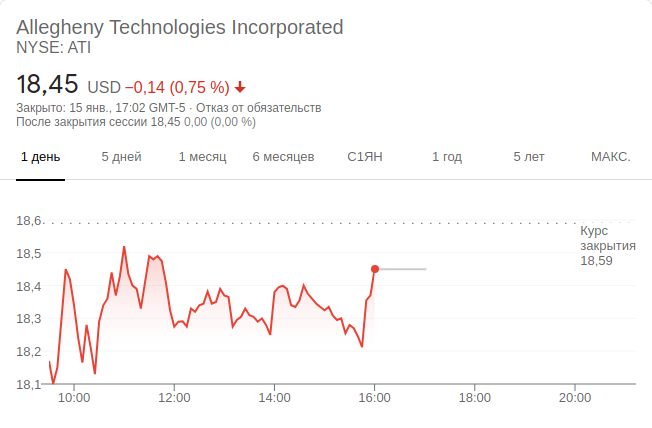 Allegheny Technologies Incorporated
NYSE: ATI
18,45 USD −0,14 (0,75 %)
Закрыто: 15 янв., 17:02 GMT-5 · Отказ от обязательств
После закрытия сессии 18,45 0,00 (0,00 %)
1 день 5 дней 1 месяц 6 месяцев С1ЯН 1 год 5 лет МАКС.
18,6
Курс
закрытия
18,59
18,5
18,4
18,3
18,2
18,1
10:00 12:00 14:00 16:00 18:00 20:00